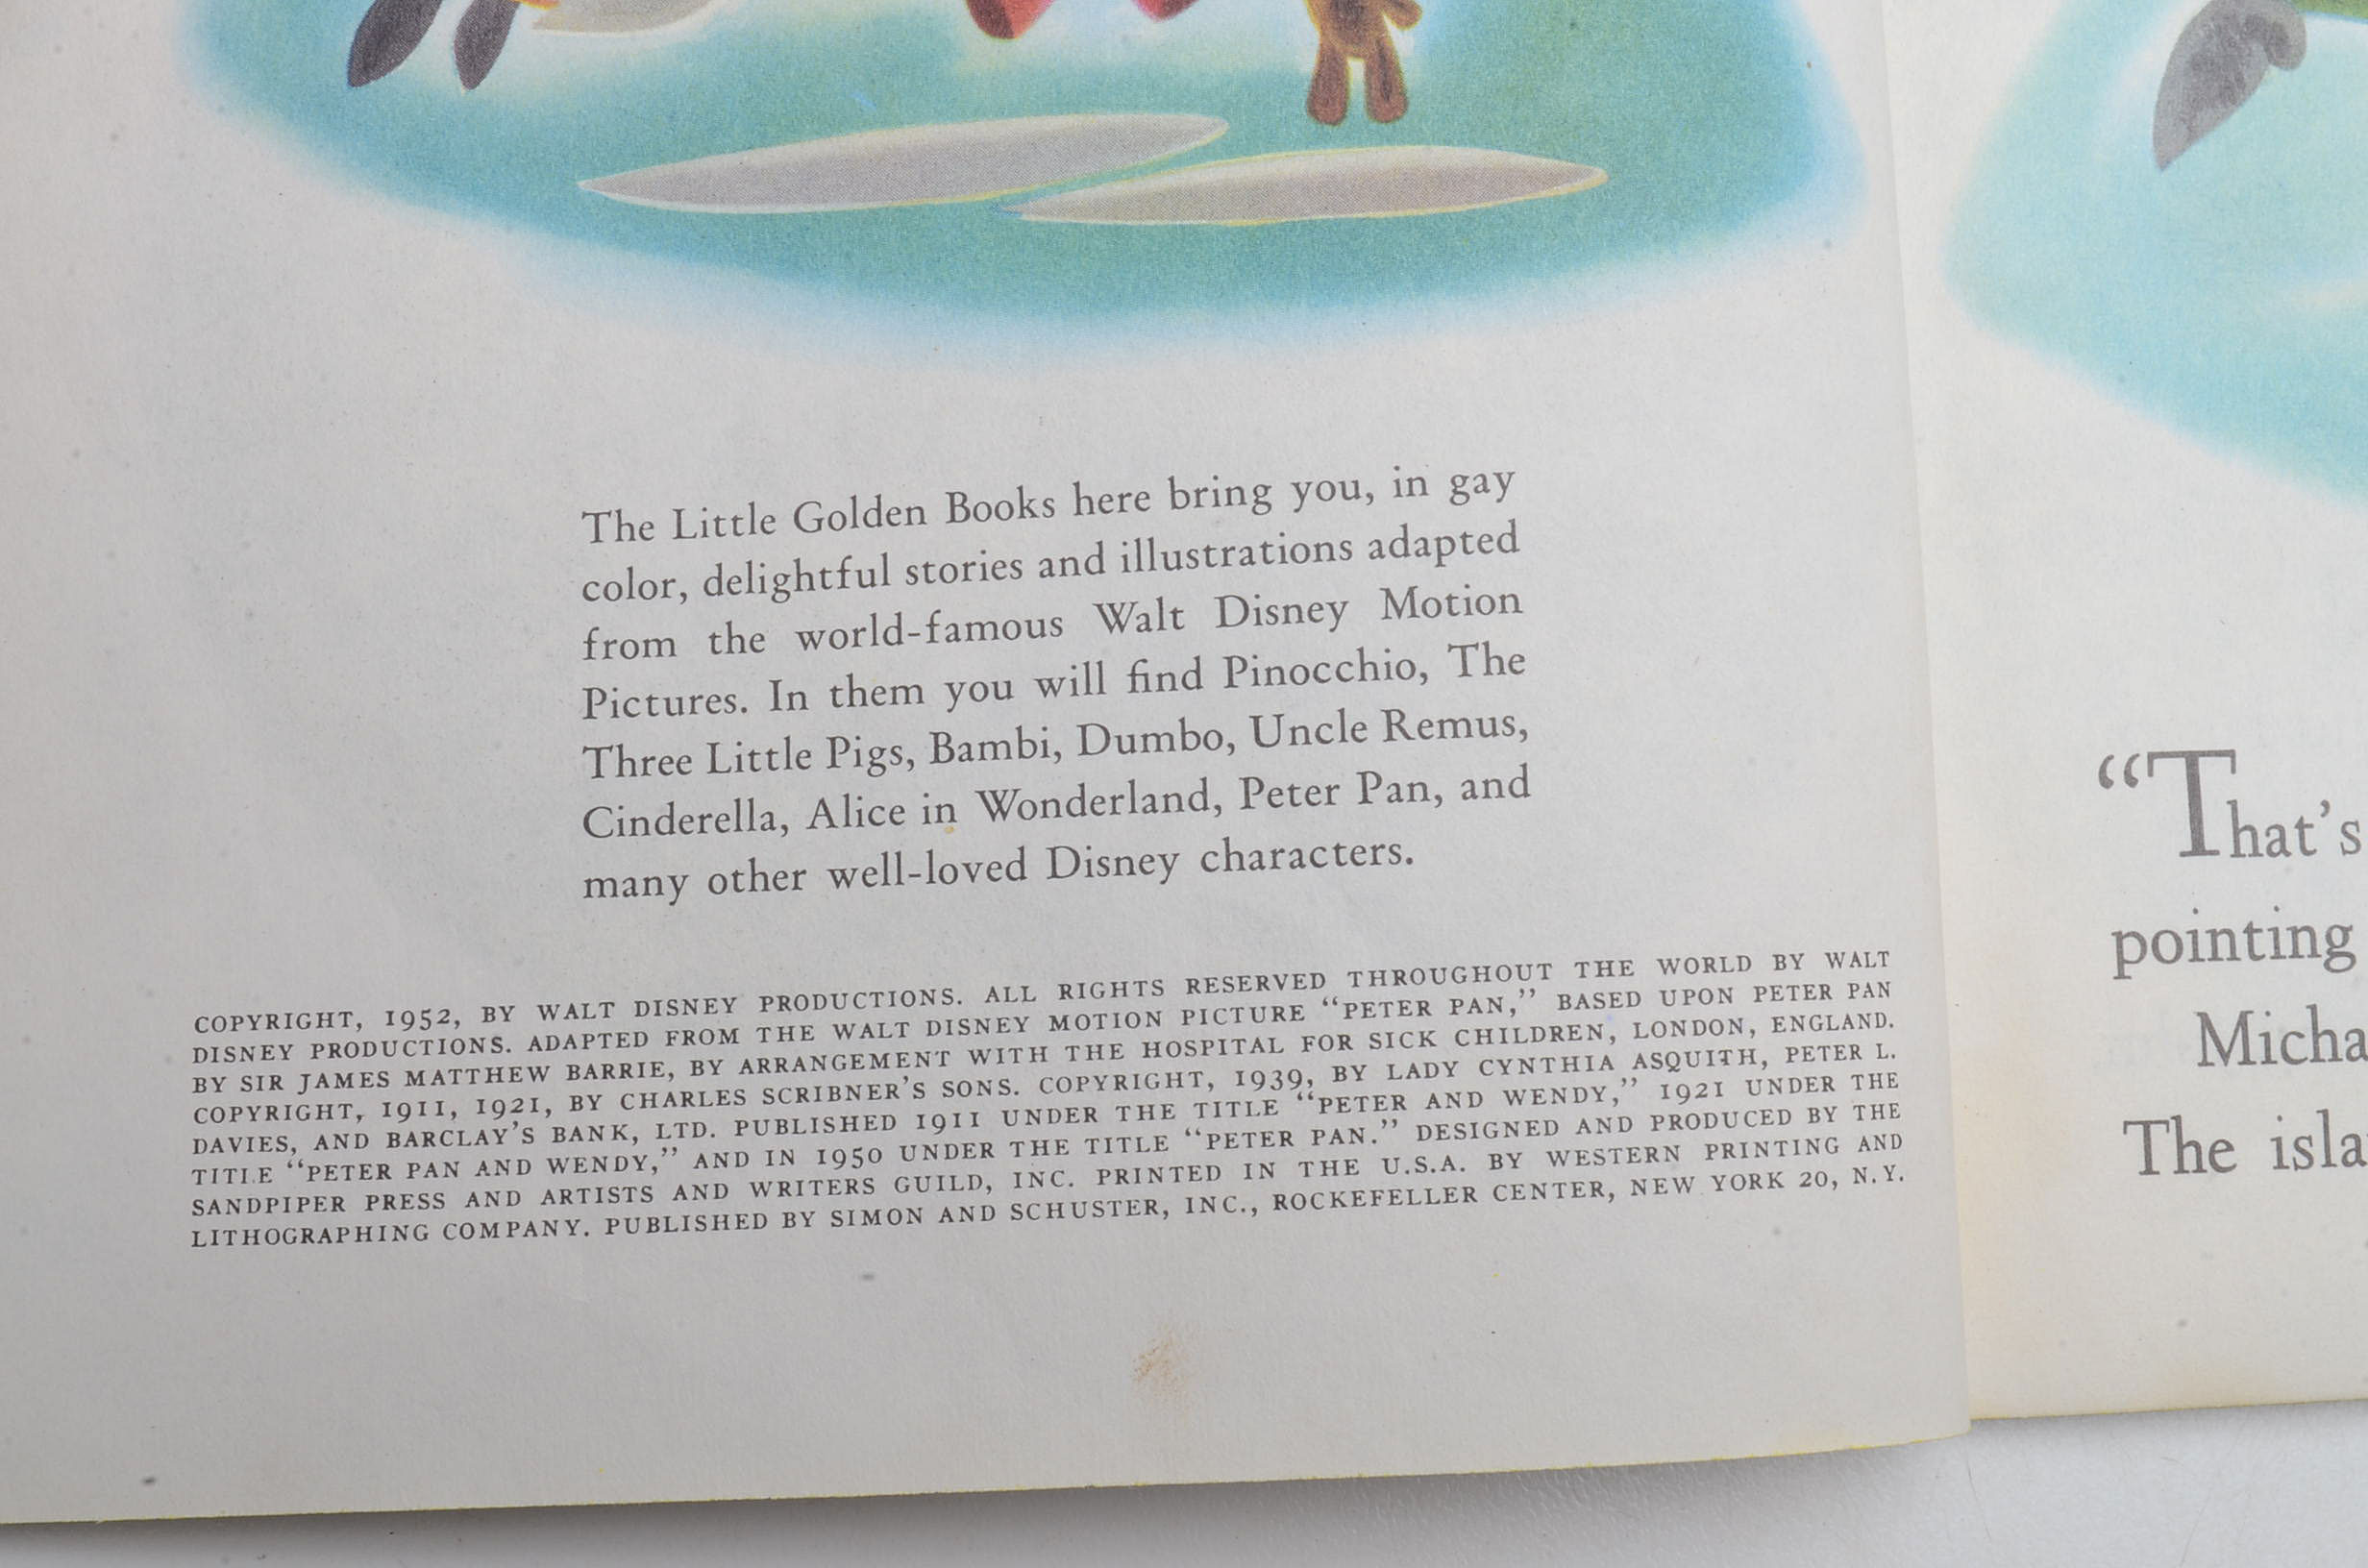 The Little Golden Books here bring you, in gay
color, delightful stories and illustrations adapted
from the world-famous Walt Disney Motion
Pictures. In them you will find Pinocchio, The
Three Little Pigs, Bambi, Dumbo, Uncle Remus,
Cinderella, Alice in Wonderland, Peter Pan, and
many other well-loved Disney characters.
COPYRIGHT, 1952, BY WALT DISNEY PRODUCTIONS. ALL RIGHTS RESERVED THROUGHOUT THE WORLD BY WALT
DISNEY PRODUCTIONS. ADAPTED FROM THE WALT DISNEY MOTION PICTURE “PETER PAN,” BASED UPON PETER PAN
BY SIR JAMES MATTHEW BARRIE, BY ARRANGEMENT WITH THE HOSPITAL FOR SICK CHILDREN, LONDON, ENGLAND.
COPYRIGHT, 1911, 1921, BY CHARLES SCRIBNER’S SONS. COPYRIGHT, 1939, BY LADY CYNTHIA ASQUITH, PETER L.
DAVIES, AND BARCLAY’S BANK, LTD. PUBLISHED 1911 UNDER THE TITLE “PETER AND WENDY,” 1921 UNDER THE
TITLE “PETER PAN AND WENDY,” AND IN 1950 UNDER THE TITLE “PETER PAN.” DESIGNED AND PRODUCED BY THE
SANDPIPER PRESS AND ARTISTS AND WRITERS GUILD, INC. PRINTED IN THE U.S.A. BY WESTERN PRINTING AND
LITHOGRAPHING COMPANY. PUBLISHED BY SIMON AND SCHUSTER, INC., ROCKEFELLER CENTER, NEW YORK 20, N.Y.
“That’s
pointing
Micha
The isla